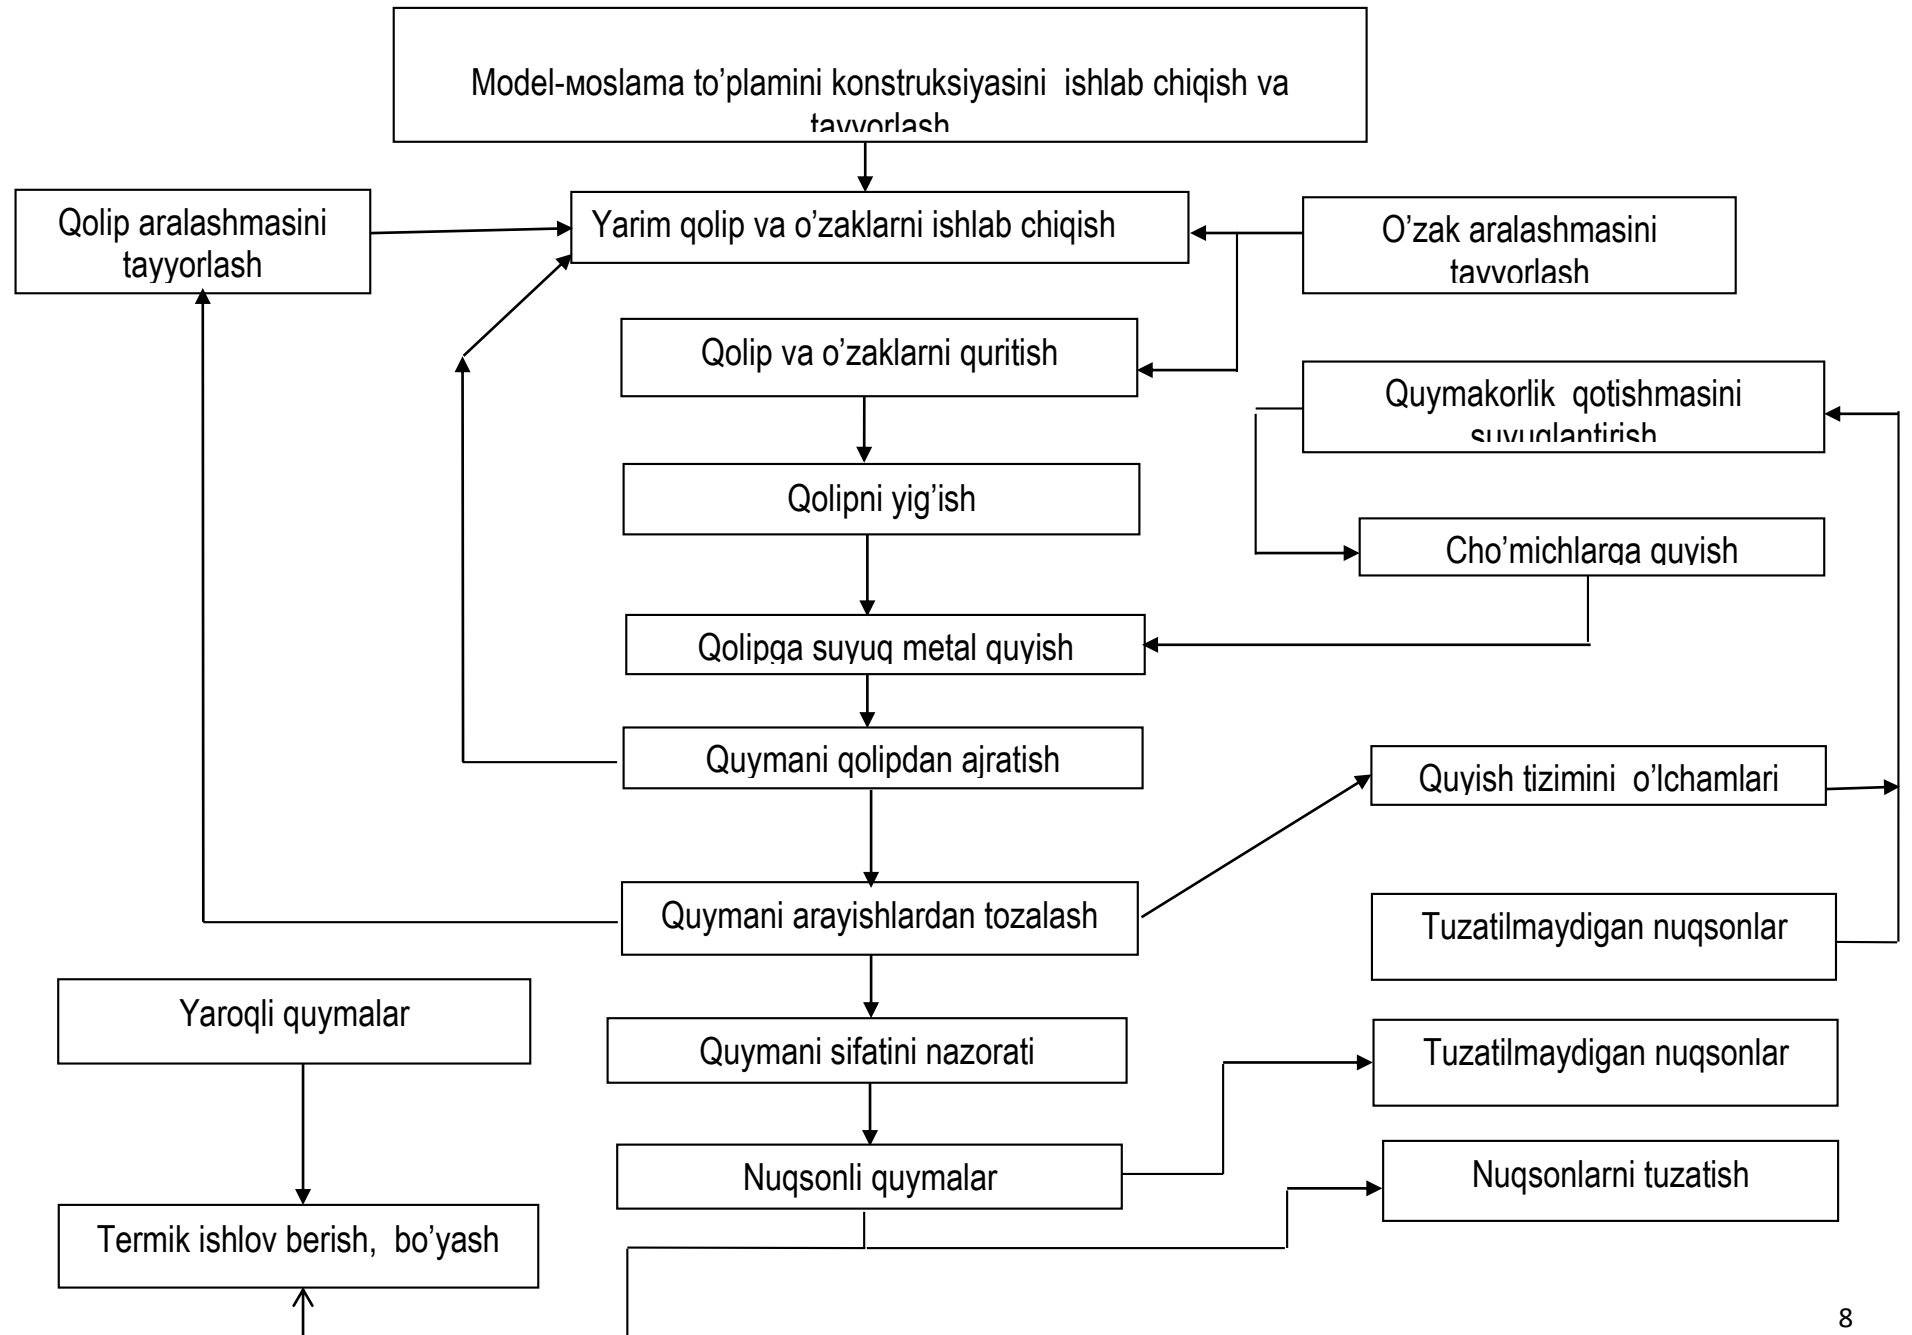 Model-мoslama to’plamini konstruksiyasini ishlab chiqish va
tayyorlash
Qolip aralashmasini
tayyorlash
Yarim qolip va o’zaklarni ishlab chiqish
O’zak aralashmasini
tayyorlash
Qolip va o’zaklarni quritish
Quymakorlik qotishmasini
suyuqlantirish
Qolipni yig’ish
Cho’michlarga quyish
Qolipga suyuq metal quyish
Quymani qolipdan ajratish
Quyish tizimini o’lchamlari
Quymani arayishlardan tozalash
Tuzatilmaydigan nuqsonlar
Yaroqli quymalar
Quymani sifatini nazorati
Tuzatilmaydigan nuqsonlar
Nuqsonli quymalar
Nuqsonlarni tuzatish
Termik ishlov berish, bo’yash
8